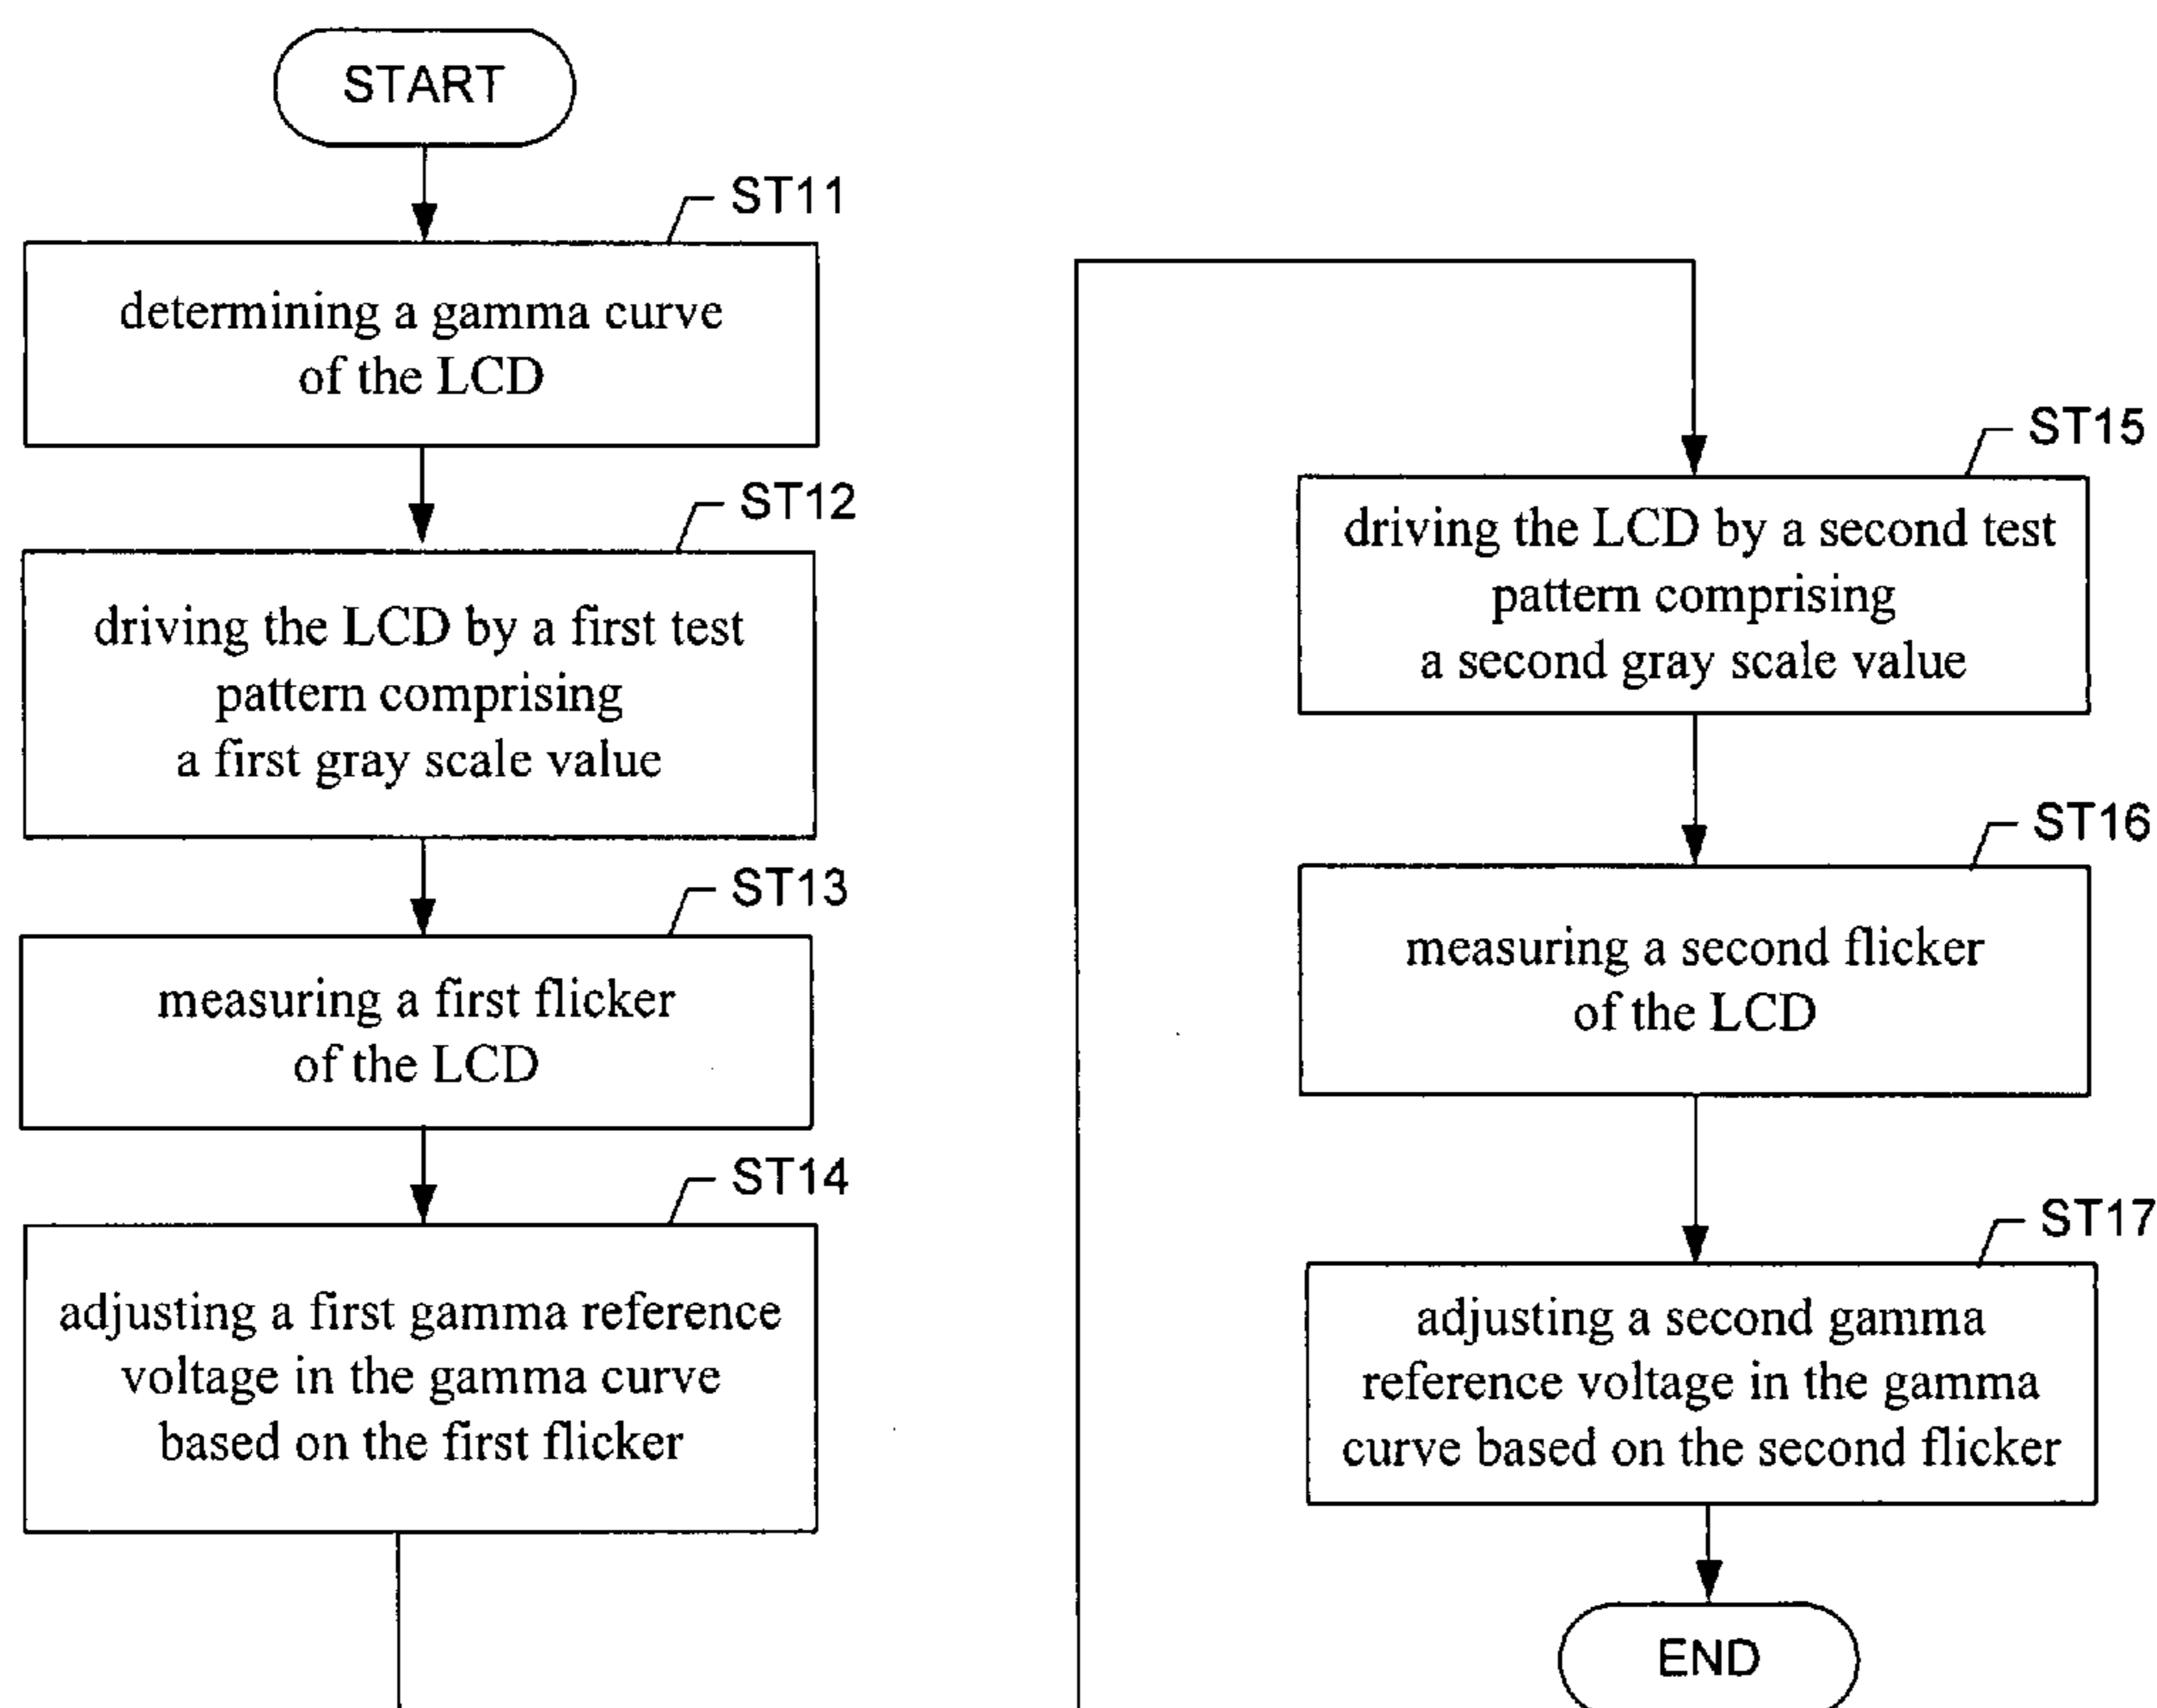 START
ST11
determining a gamma curve
of the LCD
ST12
driving the LCD by a first test
pattern comprising
a first gray scale value
ST13
measuring a first flicker
of the LCD
ST14
adjusting a first gamma reference
voltage in the gamma curve
based on the first flicker
ST15
driving the LCD by a second test
pattern comprising
a second gray scale value
ST16
measuring a second flicker
of the LCD
ST17
adjusting a second gamma
reference voltage in the gamma
curve based on the second flicker
END